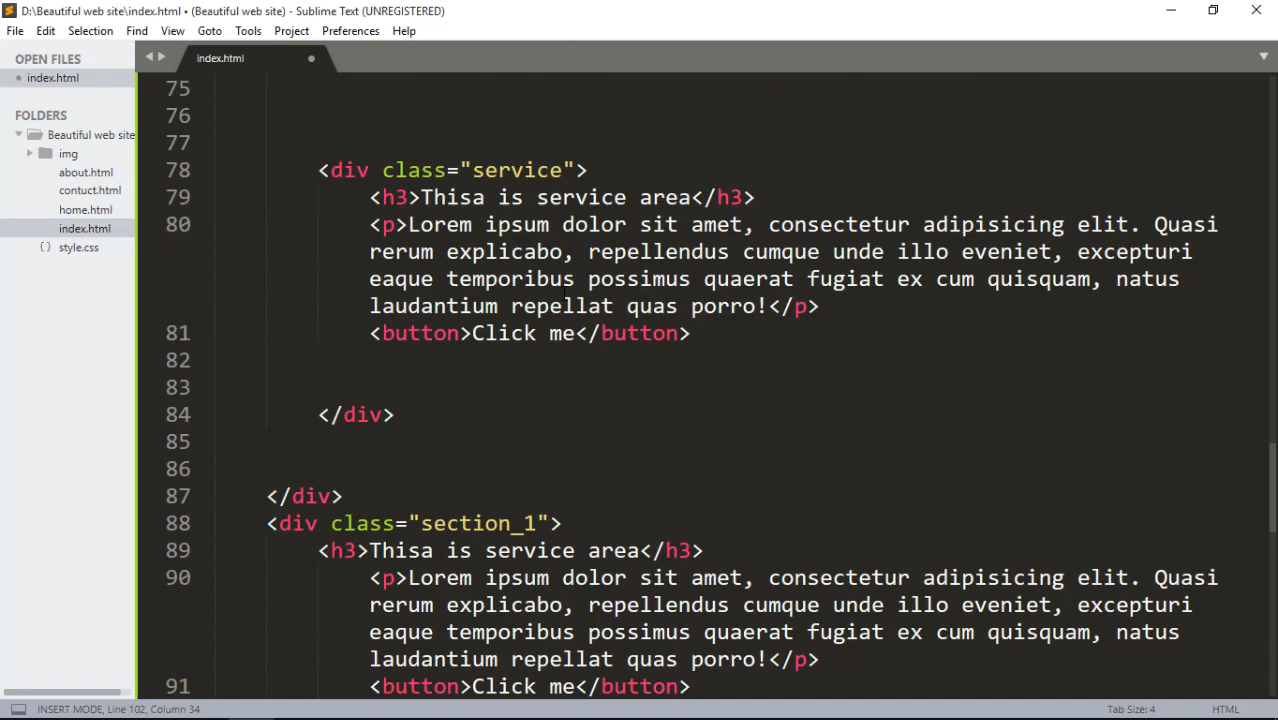 D:\Beautiful web site\index.html • (Beautiful web site) - Sublime Text (UNREGISTERED)
File Edit Selection Find View Goto Tools Project Preferences Help
OPEN FILES
index.html
FOLDERS
Beautiful web site
img
about.html
contuct.html
home.html
index.html
{} style.css
index.html
75
76
77
78 <div class="service">
79 <h3>Thisa is service area</h3>
80 <p>Lorem ipsum dolor sit amet, consectetur adipisicing elit. Quasi
rerum explicabo, repellendus cumque unde illo eveniet, excepturi
eaque temporibus possimus quaerat fugiat ex cum quisquam, natus
laudantium repellat quas porro!</p>
81 <button>Click me</button>
82
83
84 </div>
85
86
87 </div>
88 <div class="section_1">
89 <h3>Thisa is service area</h3>
90 <p>Lorem ipsum dolor sit amet, consectetur adipisicing elit. Quasi
rerum explicabo, repellendus cumque unde illo eveniet, excepturi
eaque temporibus possimus quaerat fugiat ex cum quisquam, natus
laudantium repellat quas porro!</p>
91 <button>Click me</button>
INSERT MODE, Line 102, Column 34
Tab Size: 4
HTML